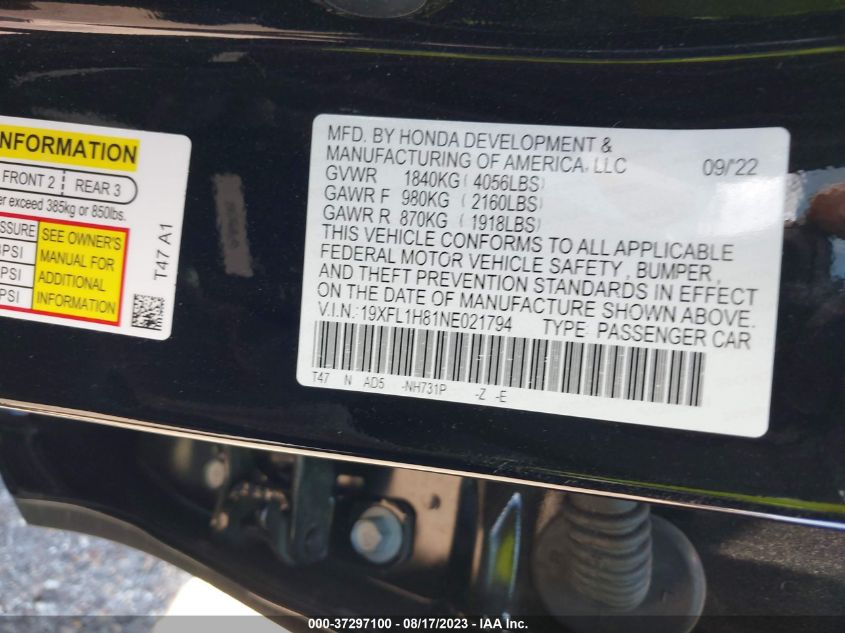 NFORMATION
FRONT 2 REAR 3
er exceed 385kg or 850lbs.
SSURE
PSI
PSI
PSI
SEE OWNER'S
MANUAL FOR
ADDITIONAL
INFORMATION
T47 A1
MFD. BY HONDA DEVELOPMENT &
MANUFACTURING OF AMERICA, LLC 09/'22
GVWR 1840KG (4056LBS)
GAWR F 980KG (2160LBS)
GAWR R 870KG (1918LBS)
THIS VEHICLE CONFORMS TO ALL APPLICABLE
FEDERAL MOTOR VEHICLE SAFETY, BUMPER,
AND THEFT PREVENTION STANDARDS IN EFFECT
ON THE DATE OF MANUFACTURE SHOWN ABOVE.
V.I.N.: 19XFL1H81NE021794 TYPE: PASSENGER CAR
T47 N AD5 -NH731P -Z -E
000-37297100 - 08/17/2023 - IAA Inc.